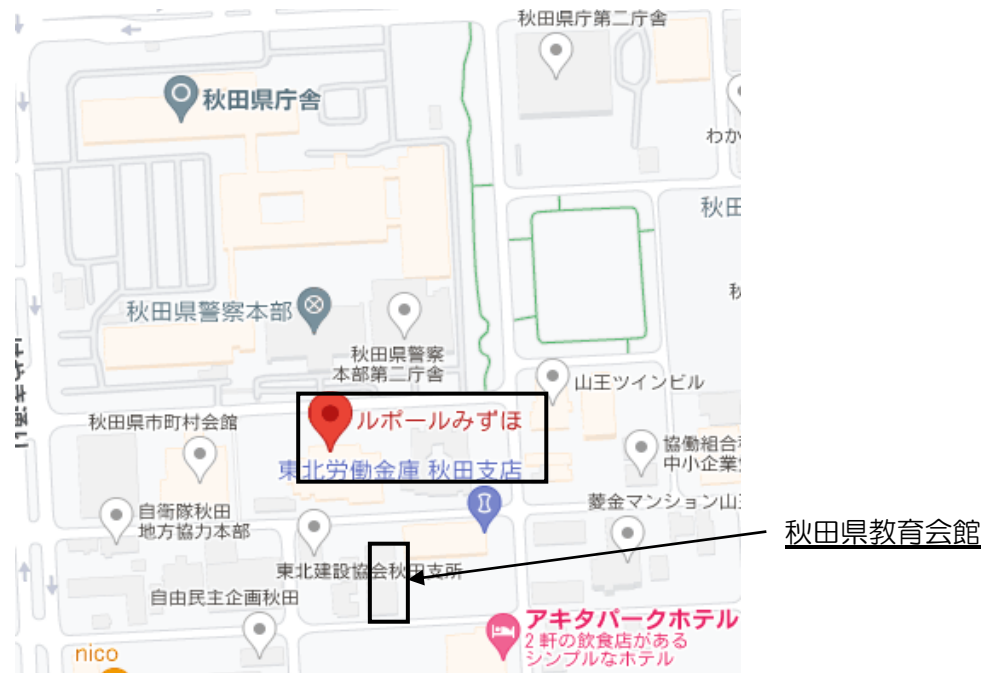 秋田県庁第二庁舎
秋田県庁舎
わか
秋田
秋田県警察本部
秋田県警察
本部第二庁舎
山王ツインビル
ルポールみずほ
秋田県市町村会館
東北労働金庫 秋田支店
協働組合
中小企業
自衛隊秋田
地方協力本部
菱金マンション山王
秋田県教育会館
東北建設協会秋田支所
自由民主企画秋田
アキタパークホテル
2 軒の飲食店がある
シンプルなホテル
nico